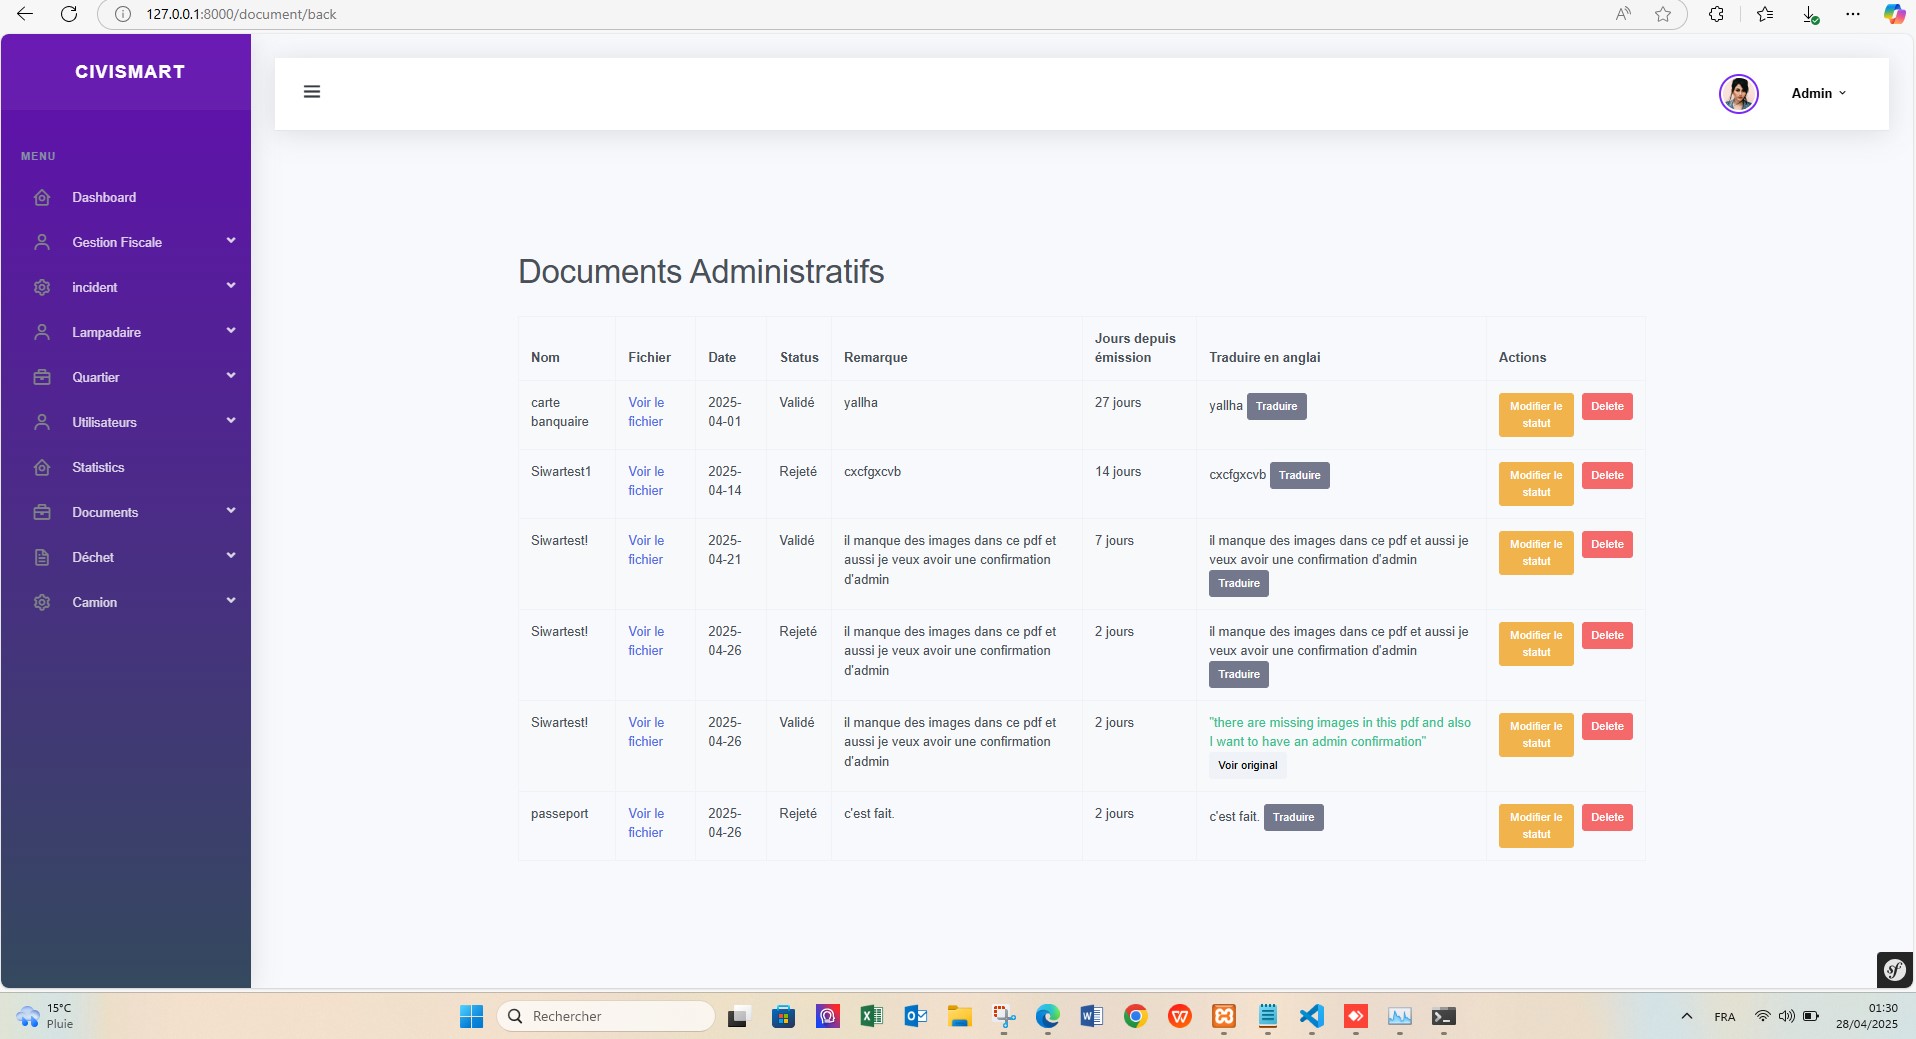 127.0.0.1:8000/document/back
CIVISMART
Admin
MENU
Dashboard
Gestion Fiscale
incident
Lampadaire
Quartier
Utilisateurs
Statistics
Documents
Déchet
Camion
Documents Administratifs
Nom Fichier Date Status Remarque Jours depuis émission Traduire en anglai Actions
carte banquaire Voir le fichier 2025-04-01 Validé yallha 27 jours yallha Traduire Modifier le statut Delete
Siwartest1 Voir le fichier 2025-04-14 Rejeté cxcfgxcvb 14 jours cxcfgxcvb Traduire Modifier le statut Delete
Siwartest! Voir le fichier 2025-04-21 Validé il manque des images dans ce pdf et aussi je veux avoir une confirmation d'admin 7 jours il manque des images dans ce pdf et aussi je veux avoir une confirmation d'admin Traduire Modifier le statut Delete
Siwartest! Voir le fichier 2025-04-26 Rejeté il manque des images dans ce pdf et aussi je veux avoir une confirmation d'admin 2 jours il manque des images dans ce pdf et aussi je veux avoir une confirmation d'admin Traduire Modifier le statut Delete
Siwartest! Voir le fichier 2025-04-26 Validé il manque des images dans ce pdf et aussi je veux avoir une confirmation d'admin 2 jours "there are missing images in this pdf and also I want to have an admin confirmation" Voir original Modifier le statut Delete
passeport Voir le fichier 2025-04-26 Rejeté c'est fait. 2 jours c'est fait. Traduire Modifier le statut Delete
15°C
Pluie
Rechercher
FRA
01:30
28/04/2025